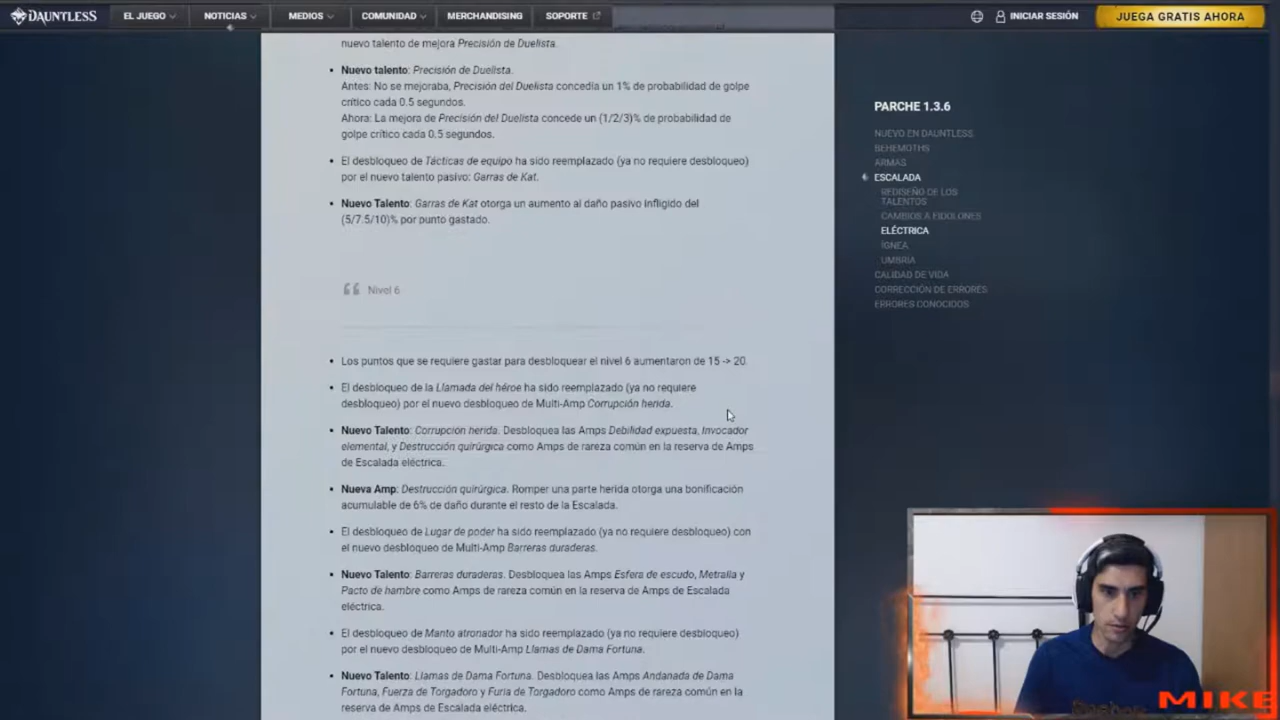 DAUNTLESS
EL JUEGO
NOTICIAS
MEDIOS
COMUNIDAD
MERCHANDISING
SOPORTE
INICIAR SESIÓN
JUEGA GRATIS AHORA
nuevo talento de mejora Precisión de Duelista.
• Nuevo talento: Precisión de Duelista.
Antes: No se mejoraba, Precisión del Duelista concedía un 1% de probabilidad de golpe
crítico cada 0.5 segundos.
Ahora: La mejora de Precisión del Duelista concede un (1/2/3)% de probabilidad de
golpe crítico cada 0.5 segundos.
• El desbloqueo de Tácticas de equipo ha sido reemplazado (ya no requiere desbloqueo)
por el nuevo talento pasivo: Garras de Kat.
• Nuevo Talento: Garras de Kat otorga un aumento al daño pasivo infligido del
(5/7.5/10)% por punto gastado.
Nivel 6
• Los puntos que se requiere gastar para desbloquear el nivel 6 aumentaron de 15 -> 20.
• El desbloqueo de la Llamada del héroe ha sido reemplazado (ya no requiere
desbloqueo) por el nuevo desbloqueo de Multi-Amp Corrupción herida.
• Nuevo Talento: Corrupción herida. Desbloquea las Amps Debilidad expuesta, Invocador
elemental, y Destrucción quirúrgica como Amps de rareza común en la reserva de Amps
de Escalada eléctrica.
• Nueva Amp: Destrucción quirúrgica. Romper una parte herida otorga una bonificación
acumulable de 6% de daño durante el resto de la Escalada.
• El desbloqueo de Lugar de poder ha sido reemplazado (ya no requiere desbloqueo) con
el nuevo desbloqueo de Multi-Amp Barreras duraderas.
• Nuevo Talento: Barreras duraderas. Desbloquea las Amps Esfera de escudo, Metralla y
Pacto de hambre como Amps de rareza común en la reserva de Amps de Escalada
eléctrica.
• El desbloqueo de Manto atronador ha sido reemplazado (ya no requiere desbloqueo)
por el nuevo desbloqueo de Multi-Amp Llamas de Dama Fortuna.
• Nuevo Talento: Llamas de Dama Fortuna. Desbloquea las Amps Andanada de Dama
Fortuna, Fuerza de Torgadoro y Furia de Torgadoro como Amps de rareza común en la
reserva de Amps de Escalada eléctrica.
PARCHE 1.3.6
NUEVO EN DAUNTLESS
BEHEMOTHS
ARMAS
ESCALADA
REDISEÑO DE LOS
TALENTOS
CAMBIOS A EIDOLONES
ELÉCTRICA
ÍGNEA
UMBRÍA
CALIDAD DE VIDA
CORRECCIÓN DE ERRORES
ERRORES CONOCIDOS
MIKE